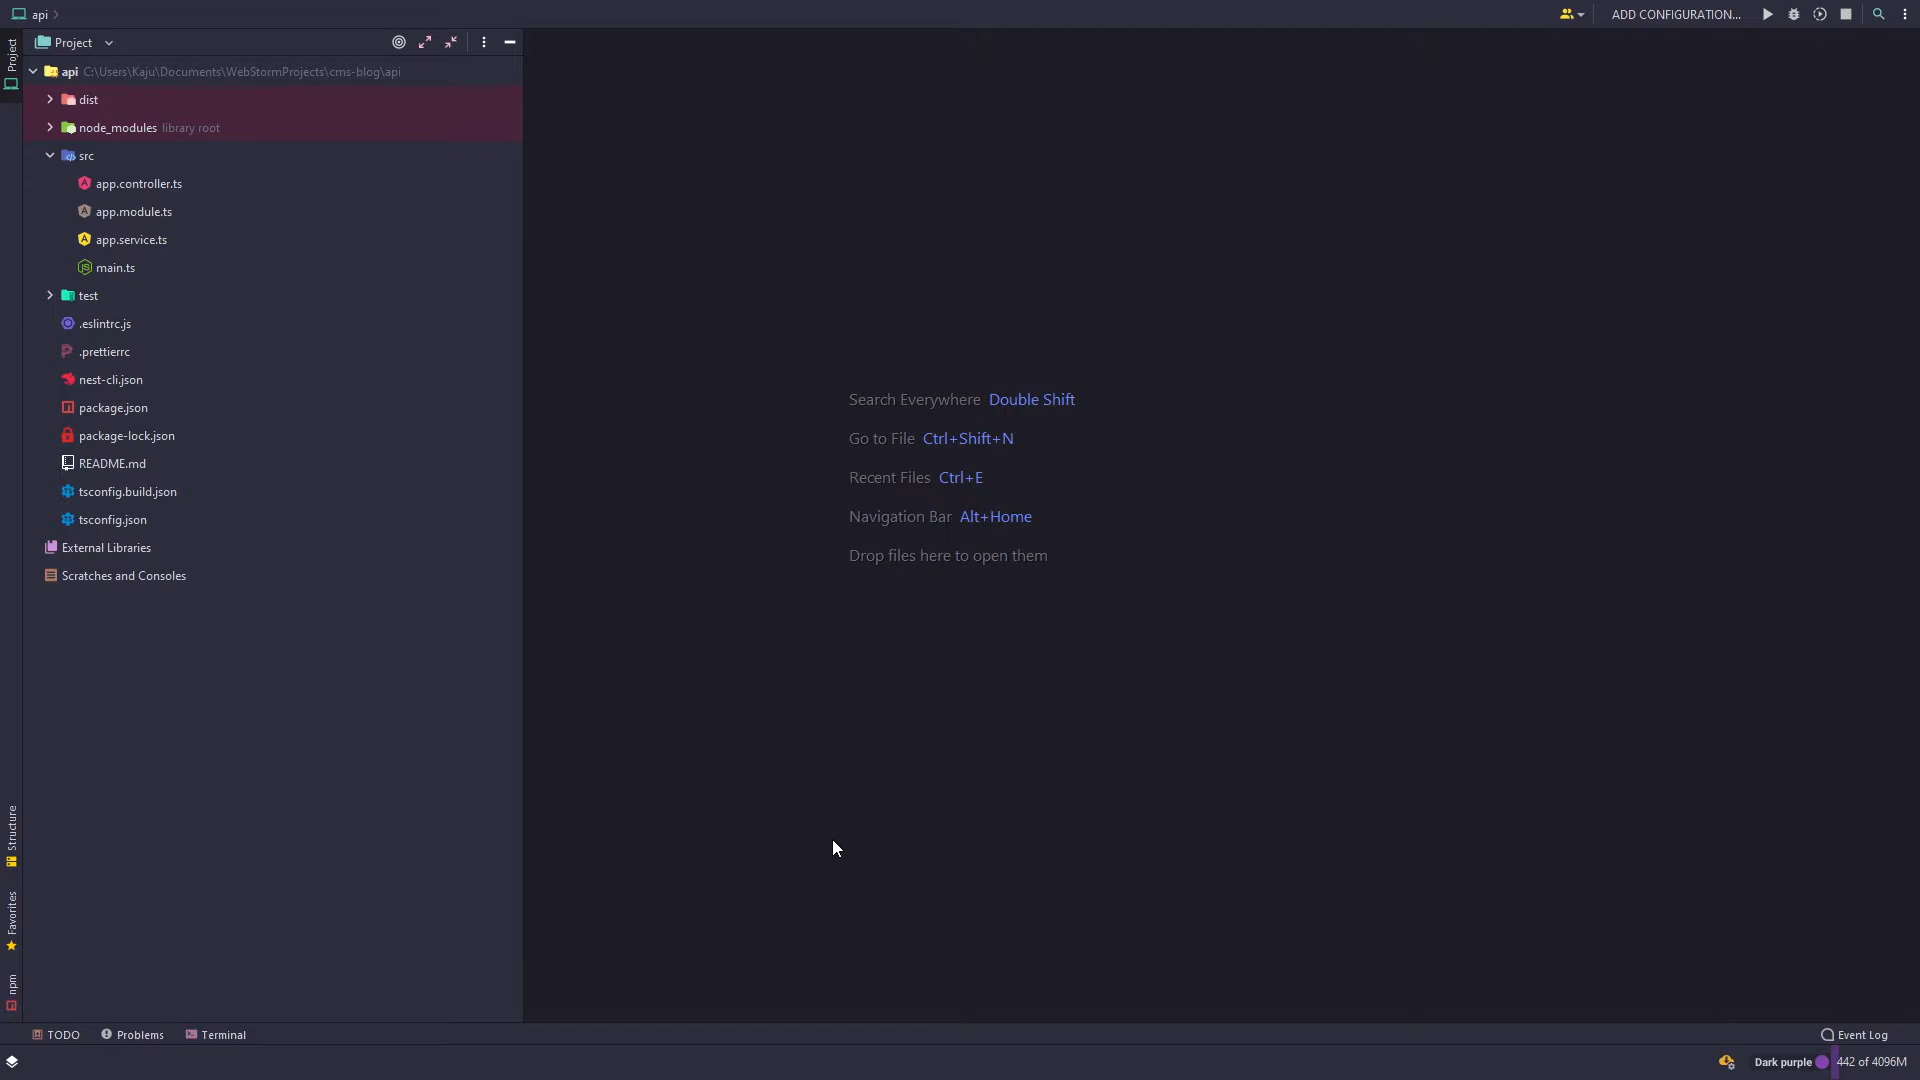 api
ADD CONFIGURATION...
Project
Project
api C:\Users\Kaju\Documents\WebStormProjects\cms-blog\api
dist
node_modules library root
src
app.controller.ts
app.module.ts
app.service.ts
main.ts
test
.eslintrc.js
.prettierrc
nest-cli.json
package.json
package-lock.json
README.md
tsconfig.build.json
tsconfig.json
External Libraries
Scratches and Consoles
Search Everywhere Double Shift
Go to File Ctrl+Shift+N
Recent Files Ctrl+E
Navigation Bar Alt+Home
Drop files here to open them
Structure
Favorites
npm
TODO
Problems
Terminal
Event Log
Dark purple
442 of 4096M